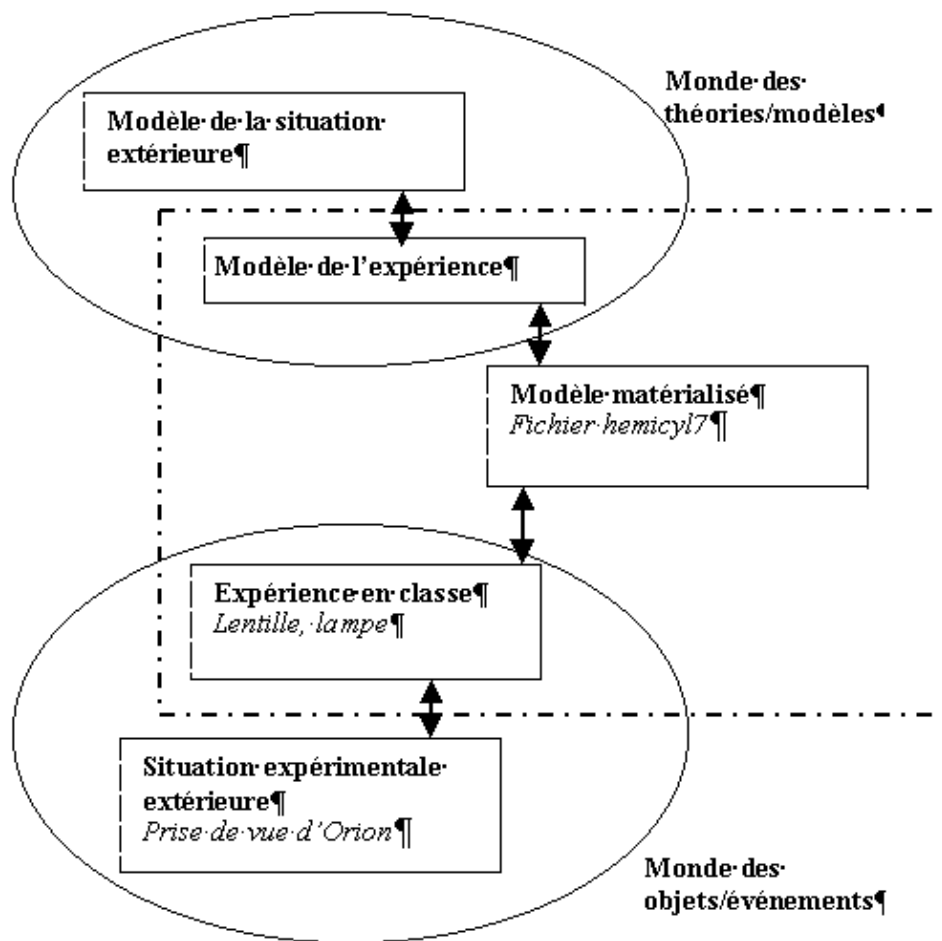 Monde·des·
théories/modèles¶
Modèle·de·la·situation·
extérieure¶
Modèle·de·l'expérience¶
Modèle·matérialisé¶
Fichier·hemicyl7¶
Expérience·en·classe¶
Lentille,·lampe¶
Situation·expérimentale·
extérieure¶
Prise·de·vue·d'Orion¶
Monde·des·
objets/événements¶